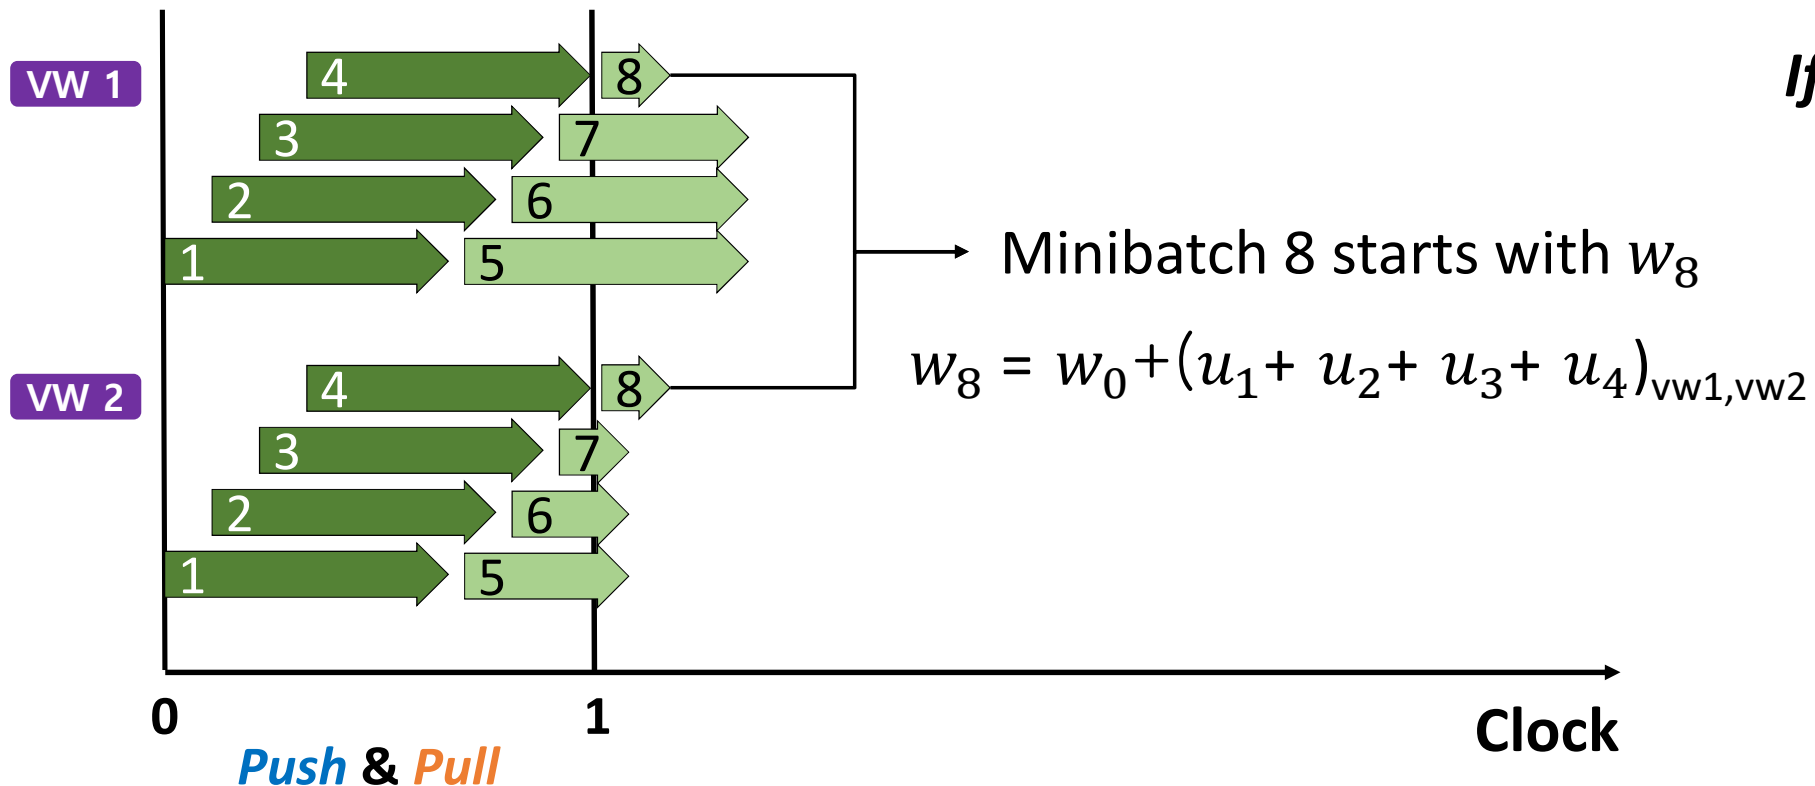 VW 1
4 8
3 7
2 6
1 5
If
Minibatch 8 starts with w₈
w₈ = w₀+(u₁+ u₂+ u₃+ u₄)vw1,vw2
VW 2
4 8
3 7
2 6
1 5
0 1
Clock
Push & Pull